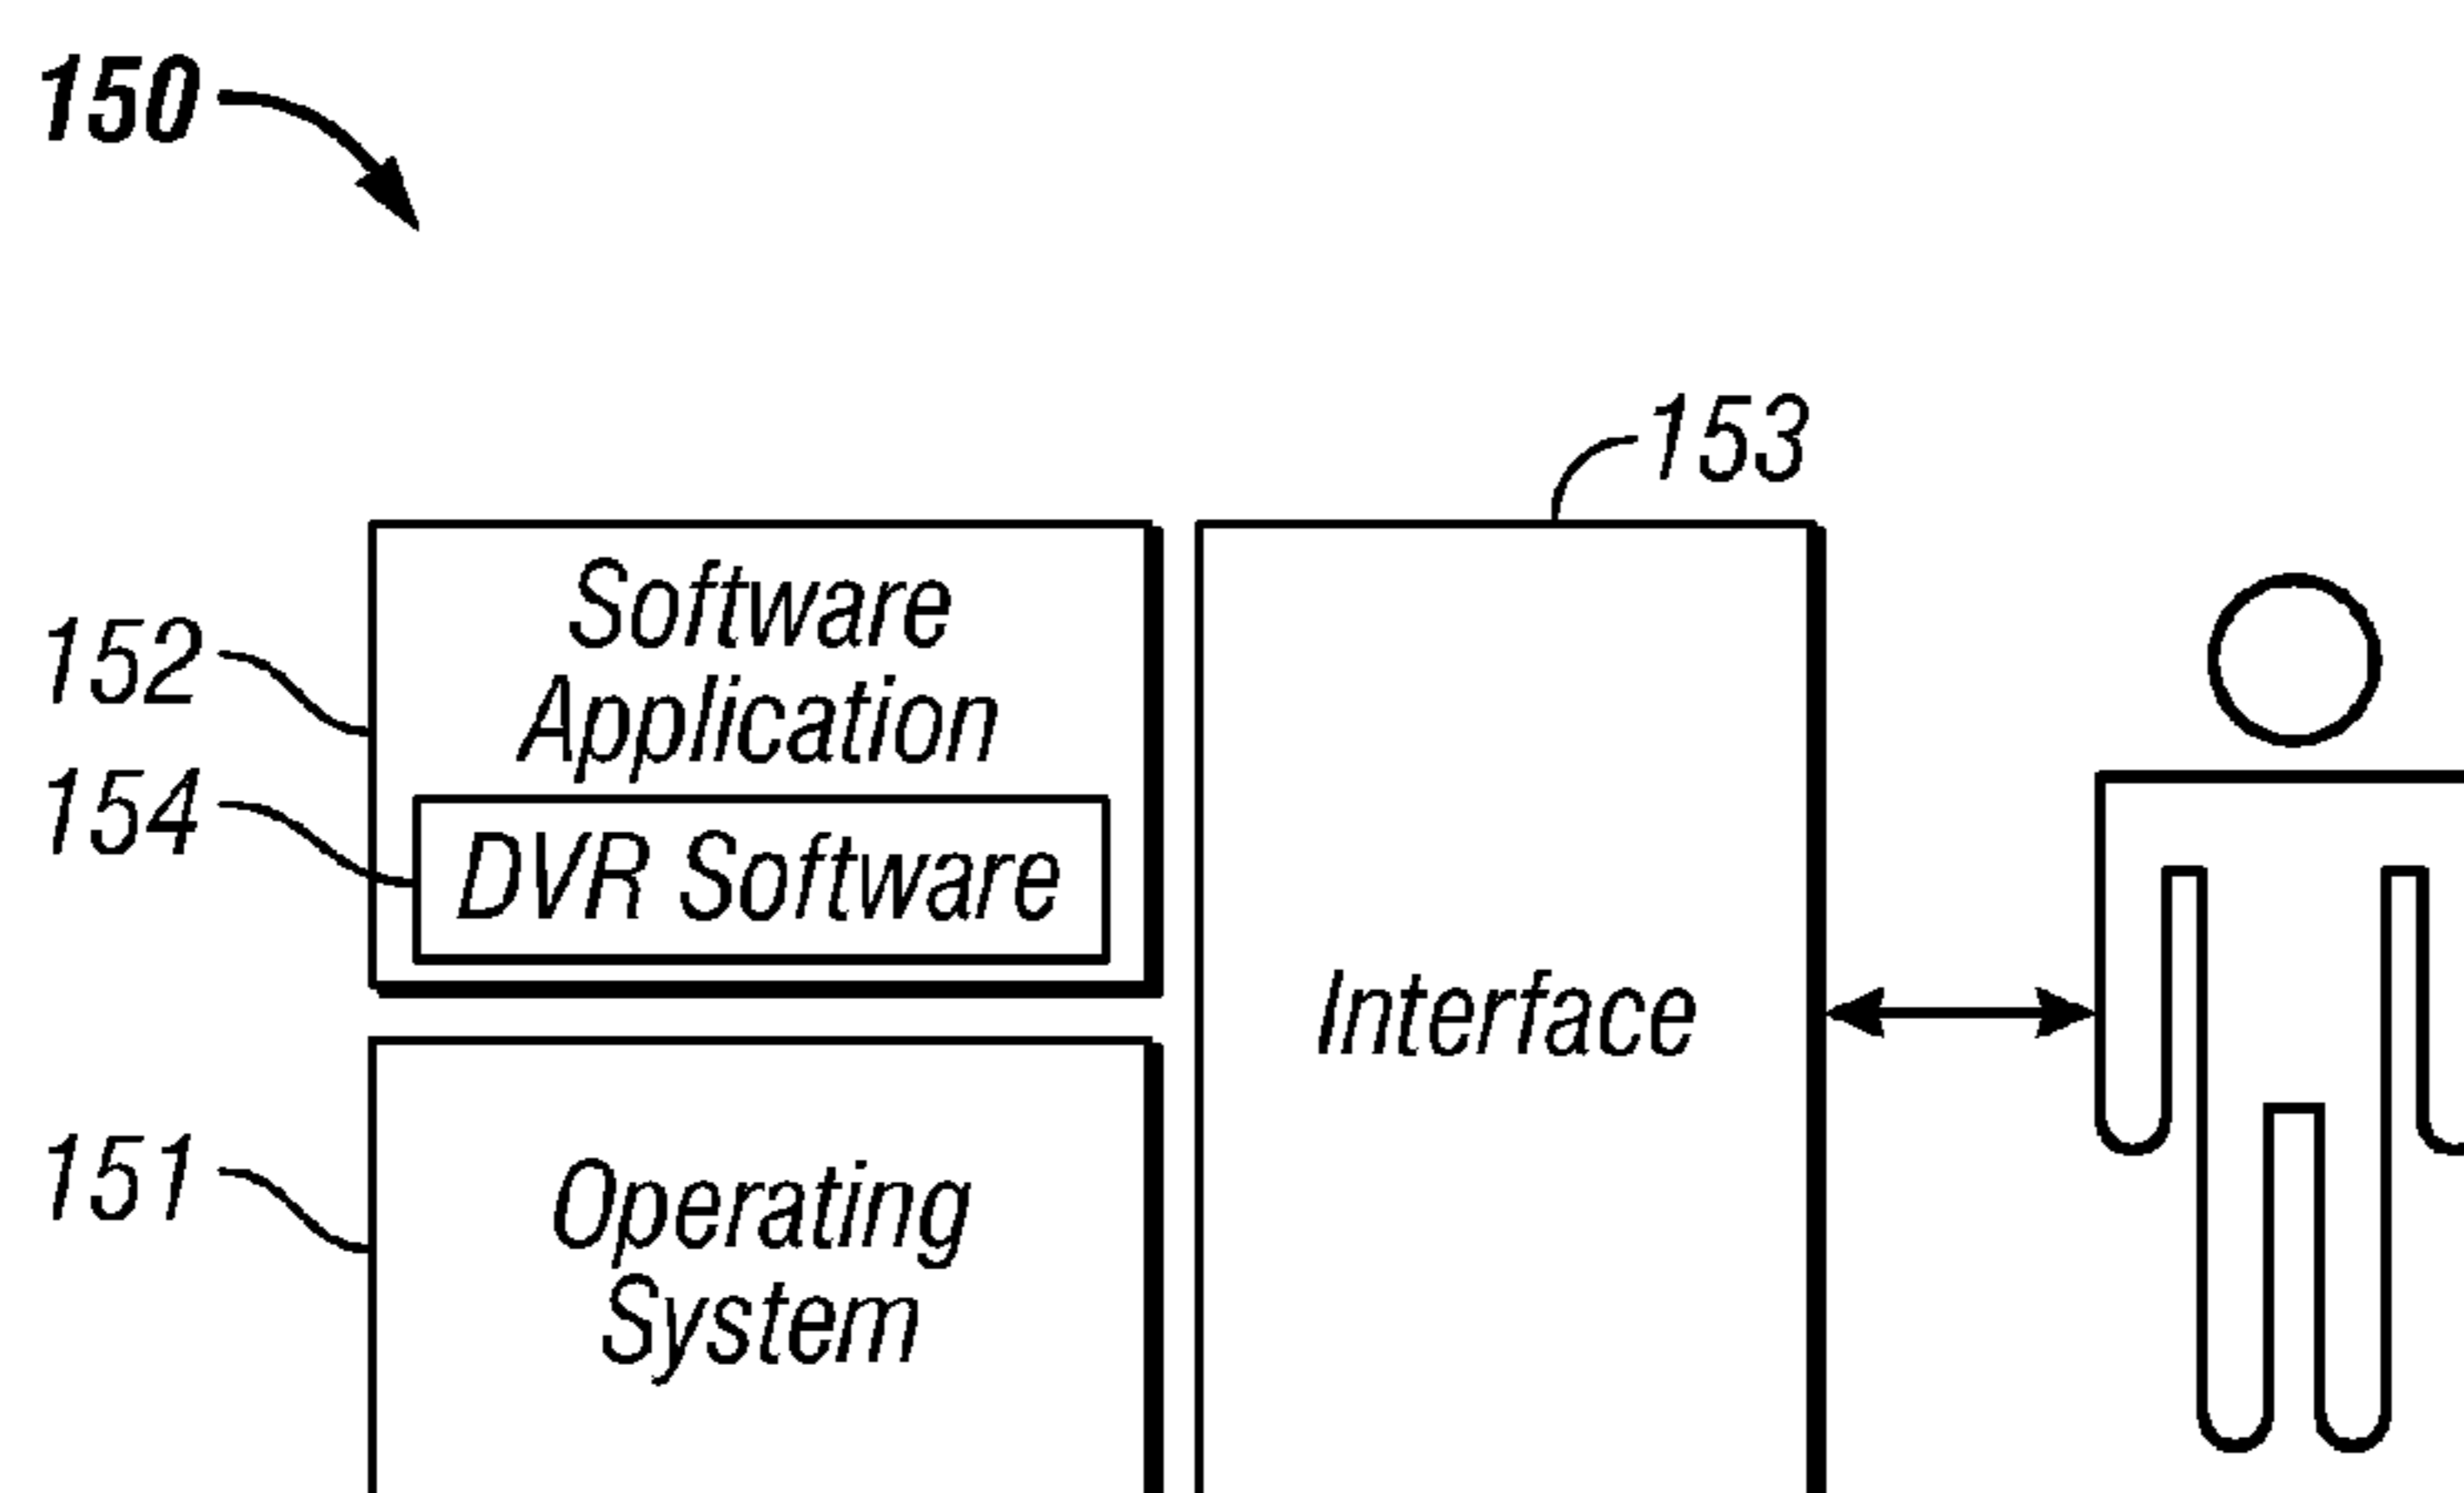 150
153
Software
Application
152
154
DVR Software
Interface
151
Operating
System